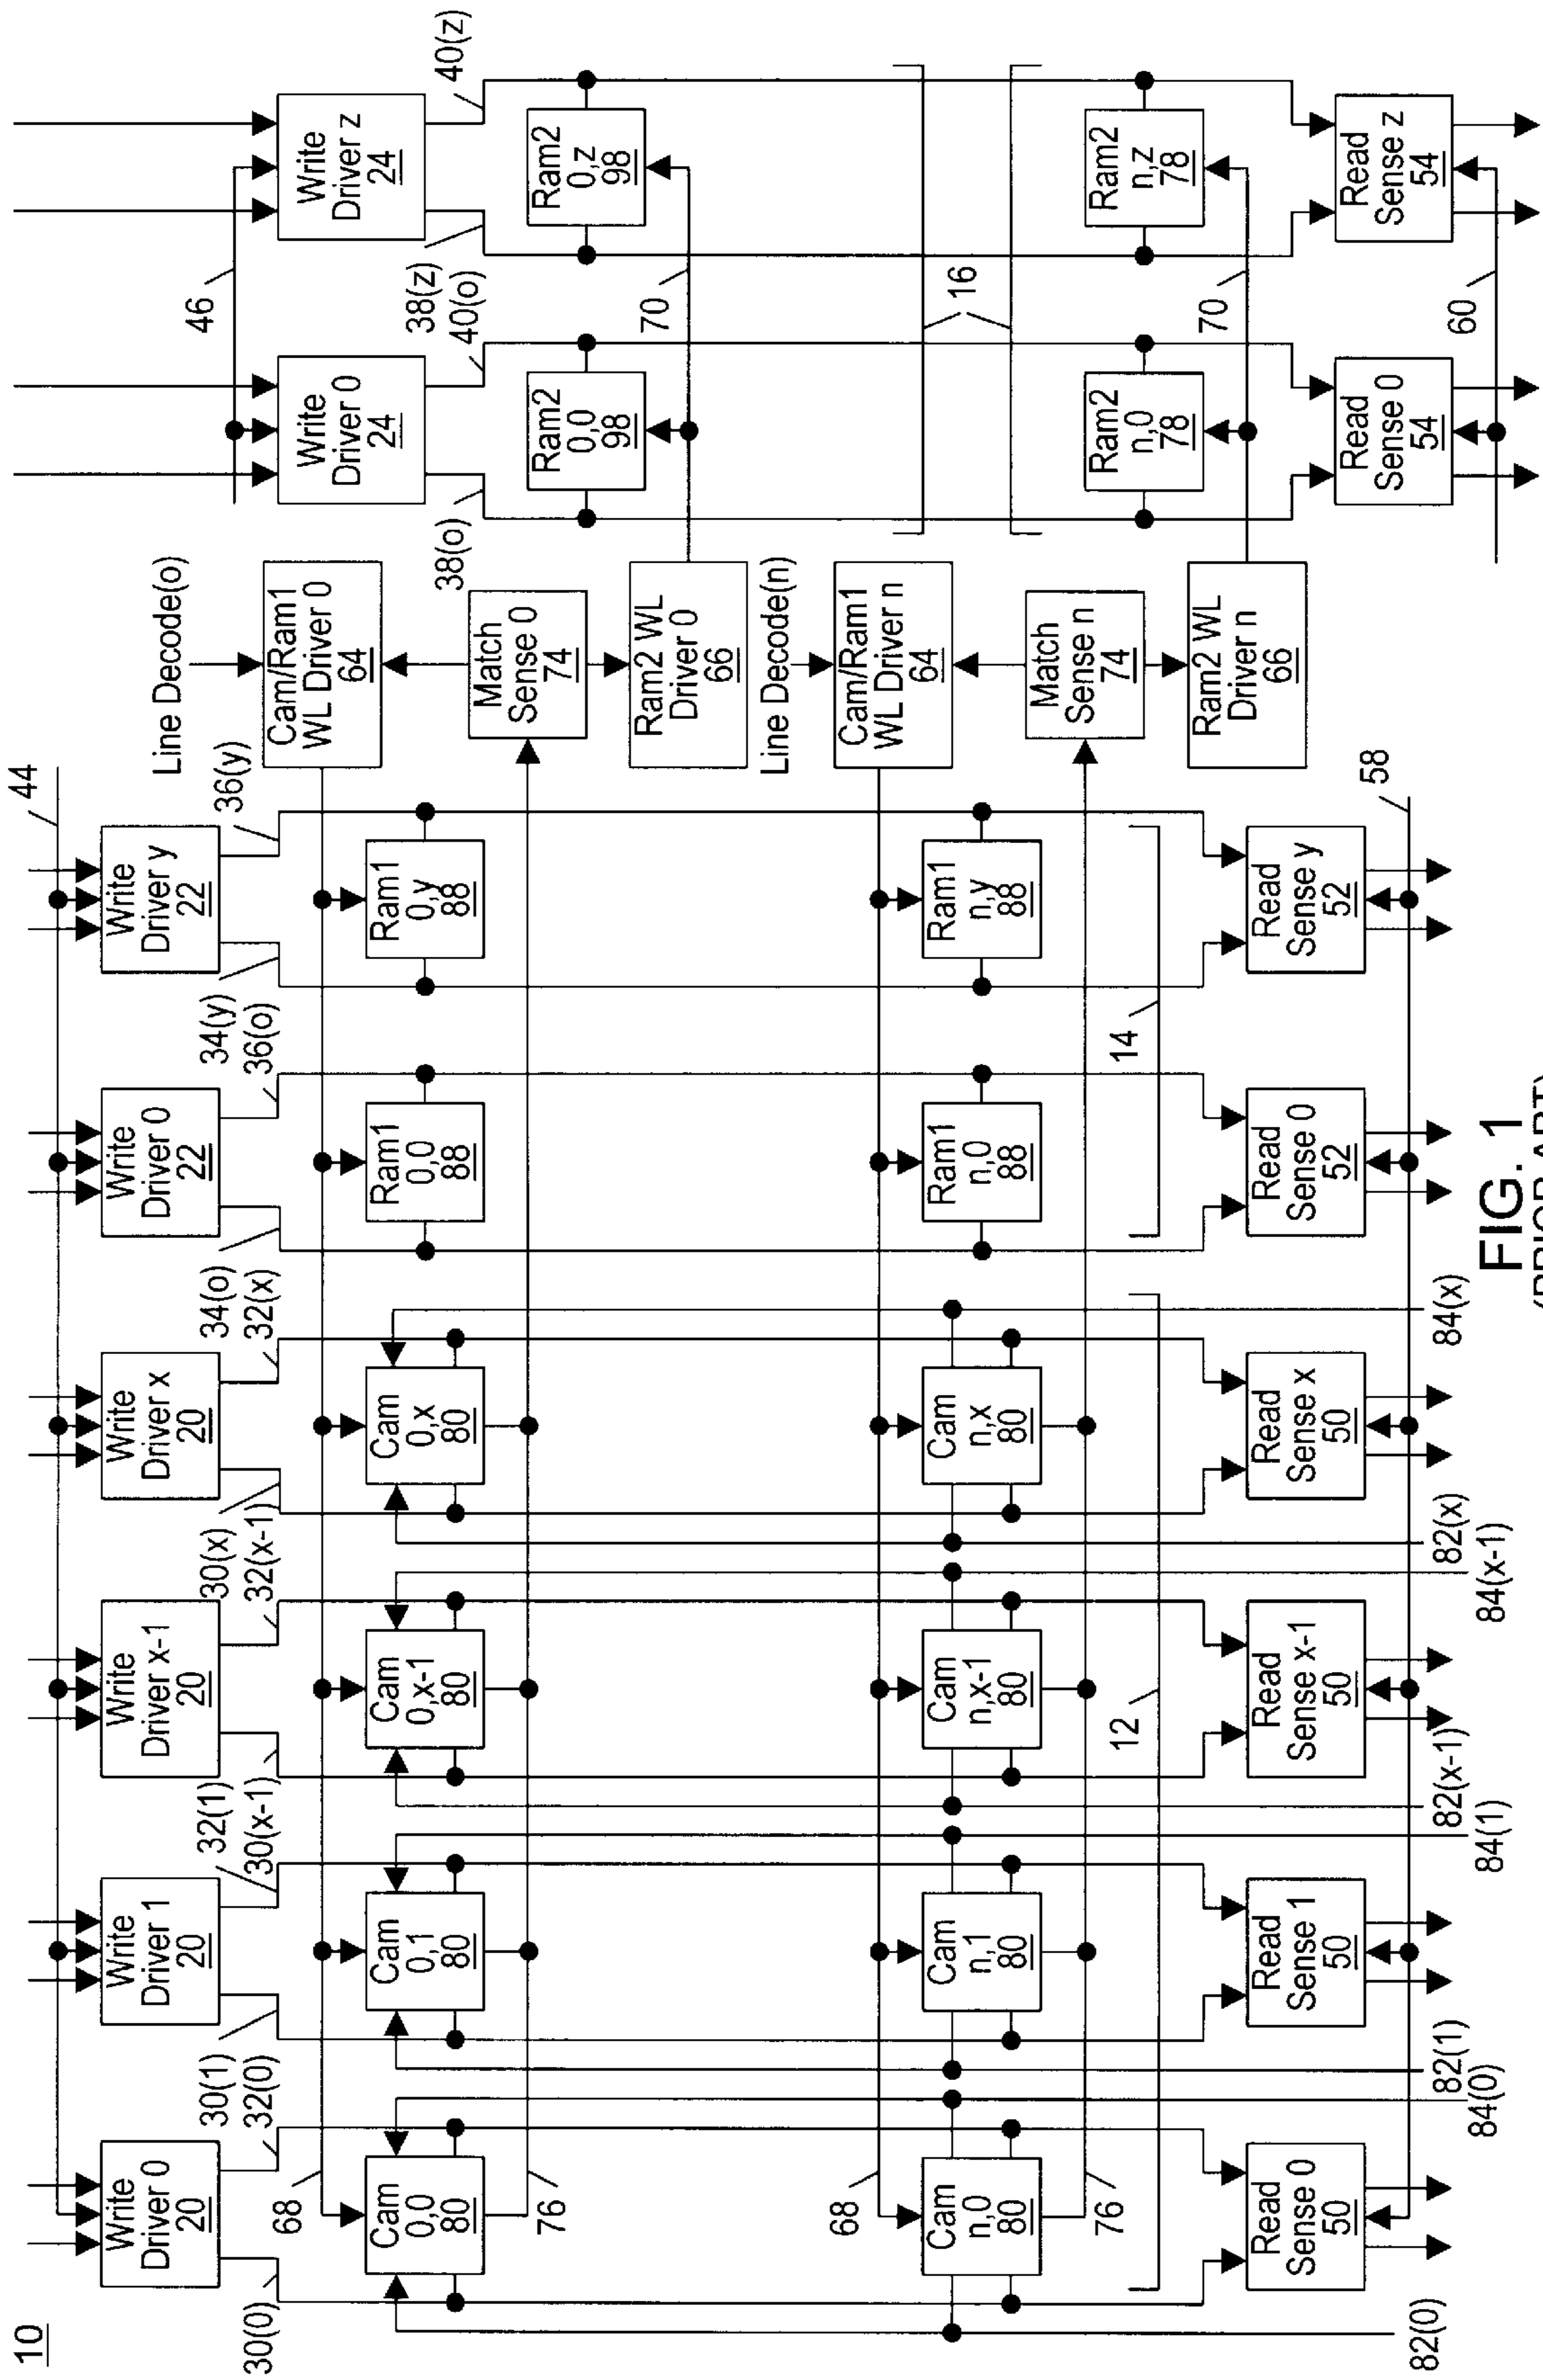 10
44
Write
Driver 0
20
Write
Driver 1
20
Write
Driver x-1
20
Write
Driver x
20
Write
Driver 0
22
Write
Driver y
22
30(0)
30(1)
32(0)
32(1)
30(x-1)
30(x)
32(x-1)
34(o)
32(x)
34(y)
36(o)
36(y)
Line Decode(o)
46
Write
Driver 0
24
Write
Driver z
24
68
Cam/Ram1
WL Driver 0
64
38(o)
38(z)
40(o)
40(z)
Cam
0,0
80
Cam
0,1
80
Cam
0,x-1
80
Cam
0,x
80
Ram1
0,0
88
Ram1
0,y
88
Match
Sense 0
74
Ram2
0,0
98
Ram2
0,z
98
76
Ram2 WL
Driver 0
66
70
Line Decode(n)
68
Cam/Ram1
WL Driver n
64
16
Cam
n,0
80
Cam
n,1
80
Cam
n,x-1
80
Cam
n,x
80
Ram1
n,0
88
Ram1
n,y
88
Match
Sense n
74
Ram2
n,0
78
Ram2
n,z
78
76
12
14
Ram2 WL
Driver n
66
70
Read
Sense 0
50
Read
Sense 1
50
Read
Sense x-1
50
Read
Sense x
50
Read
Sense 0
52
Read
Sense y
52
58
Read
Sense 0
54
Read
Sense z
54
60
82(0)
82(1)
84(0)
82(x-1)
84(1)
82(x)
84(x-1)
84(x)
FIG. 1
(PRIOR ART)